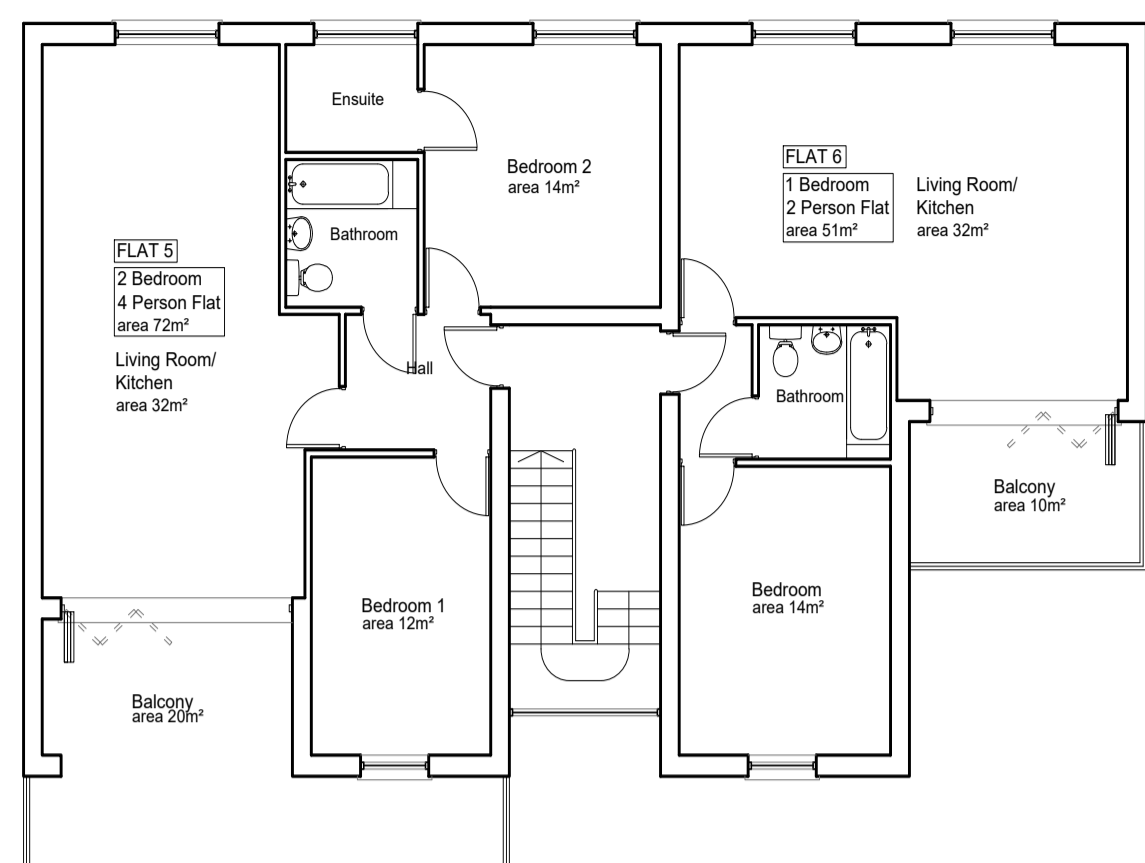 Ensuite
Bedroom 2
area 14m²
Bathroom
FLAT 5
2 Bedroom
4 Person Flat
area 72m²
Living Room/
Kitchen
area 32m²
Hall
Bedroom 1
area 12m²
Balcony
area 20m²
FLAT 6
1 Bedroom
2 Person Flat
area 51m²
Living Room/
Kitchen
area 32m²
Bathroom
Balcony
area 10m²
Bedroom
area 14m²